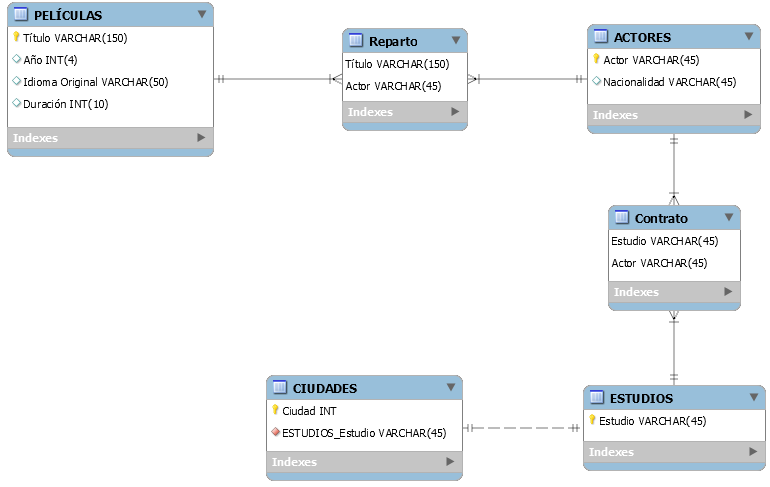 PELÍCULAS
Título VARCHAR(150)
Año INT(4)
Idioma Original VARCHAR(50)
Duración INT(10)
Indexes
Reparto
Título VARCHAR(150)
Actor VARCHAR(45)
Indexes
ACTORES
Actor VARCHAR(45)
Nacionalidad VARCHAR(45)
Indexes
Contrato
Estudio VARCHAR(45)
Actor VARCHAR(45)
Indexes
CIUDADES
Ciudad INT
ESTUDIOS_Estudio VARCHAR(45)
Indexes
ESTUDIOS
Estudio VARCHAR(45)
Indexes